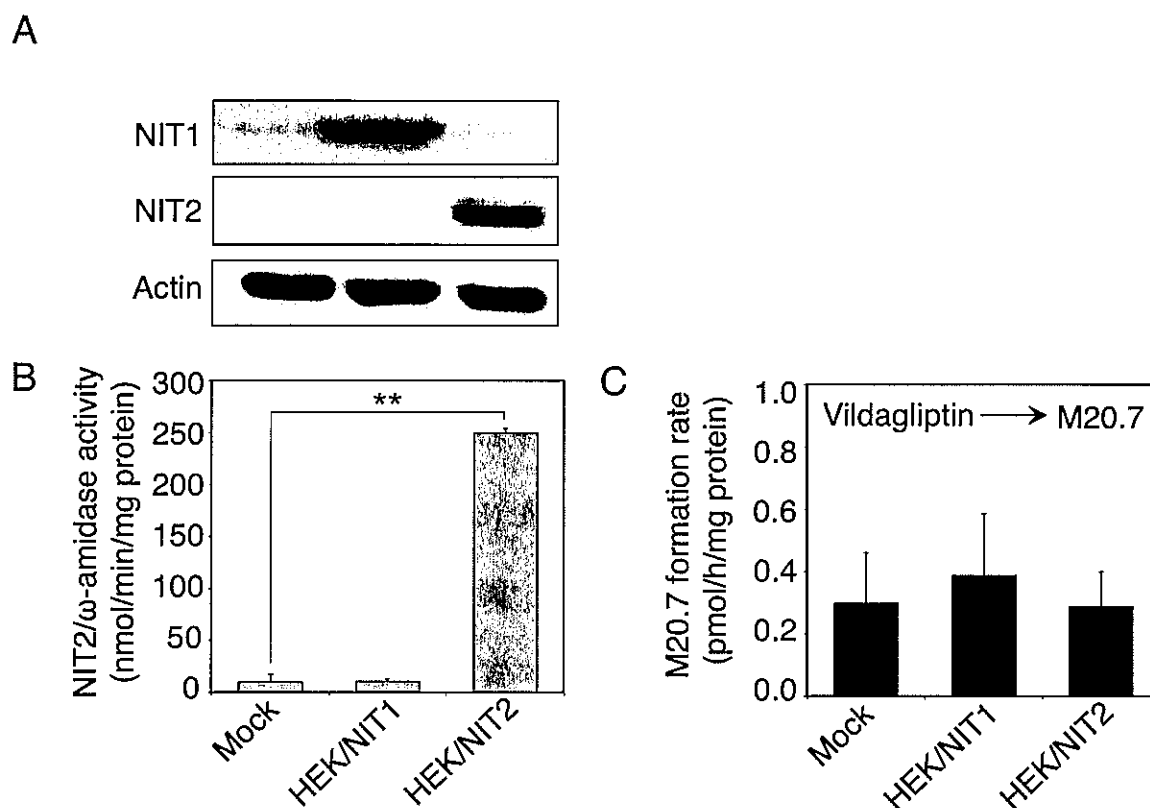 A
NIT1
NIT2
Actin
B
NIT2/ω-amidase activity
(nmol/min/mg protein)
300
250
200
150
100
50
0
**
Mock
HEK/NIT1
HEK/NIT2
C
M20.7 formation rate
(pmol/h/mg protein)
1.0
0.8
0.6
0.4
0.2
0.0
Vildagliptin → M20.7
Mock
HEK/NIT1
HEK/NIT2